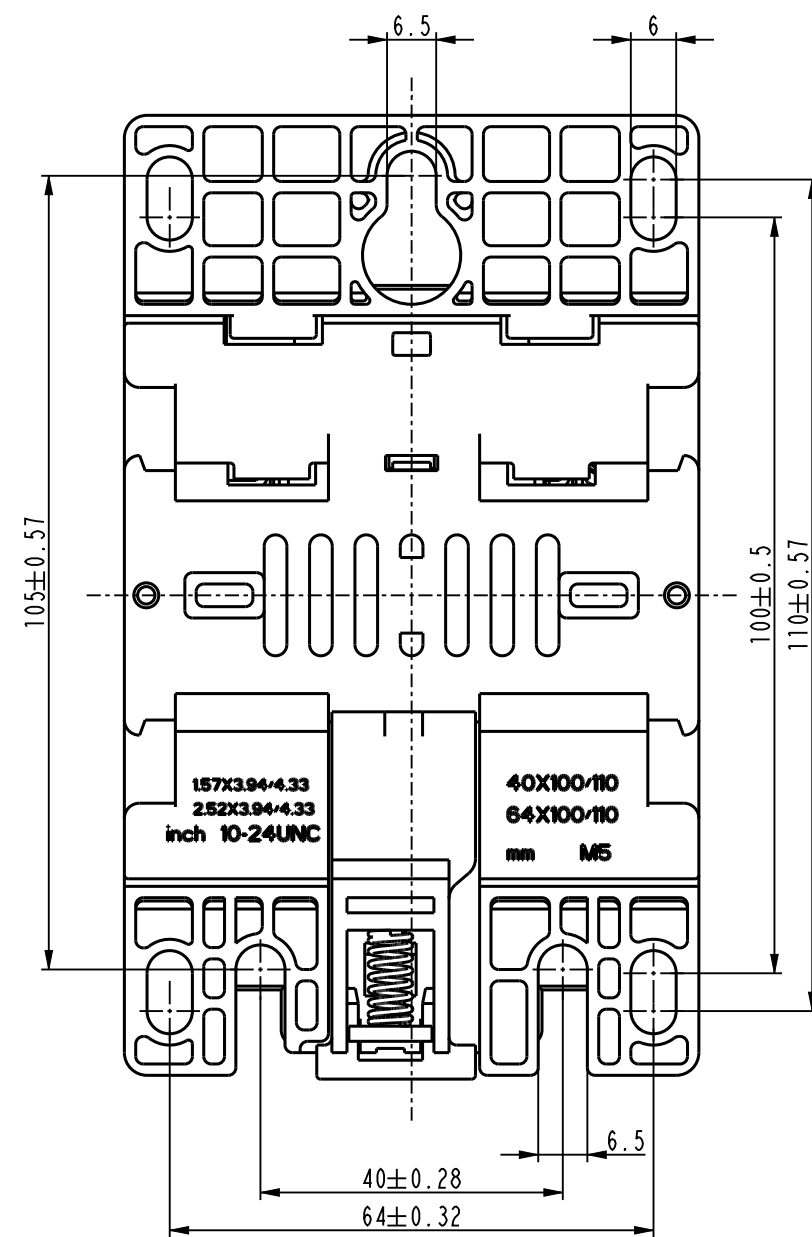 6.5
6
105±0.57
100±0.5
110±0.57
1.57X3.94/4.33
2.52X3.94/4.33
inch 10-24UNC
40X100/110
64X100/110
mm M5
6.5
40±0.28
64±0.32